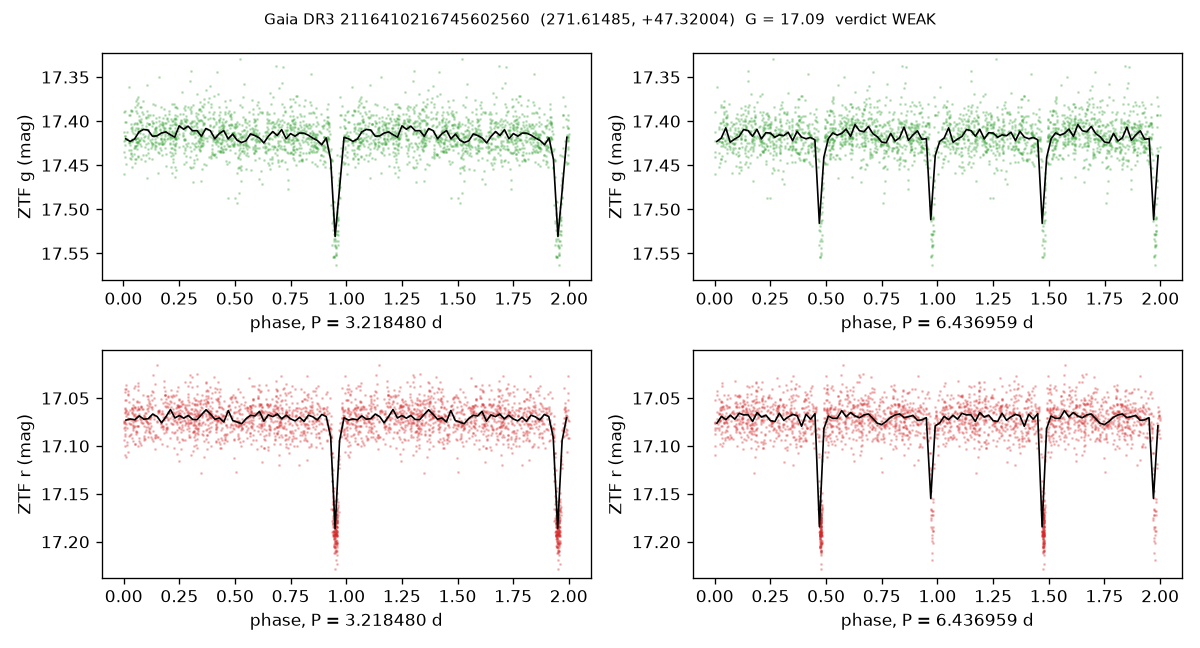 Gaia DR3 2116410216745602560  (271.61485, +47.32004)  G = 17.09  verdict WEAK
ZTF g (mag)
17.35
17.40
17.45
17.50
17.55
0.00 0.25 0.50 0.75 1.00 1.25 1.50 1.75 2.00
phase, P = 3.218480 d
ZTF g (mag)
17.35
17.40
17.45
17.50
17.55
0.00 0.25 0.50 0.75 1.00 1.25 1.50 1.75 2.00
phase, P = 6.436959 d
ZTF r (mag)
17.05
17.10
17.15
17.20
0.00 0.25 0.50 0.75 1.00 1.25 1.50 1.75 2.00
phase, P = 3.218480 d
ZTF r (mag)
17.05
17.10
17.15
17.20
0.00 0.25 0.50 0.75 1.00 1.25 1.50 1.75 2.00
phase, P = 6.436959 d